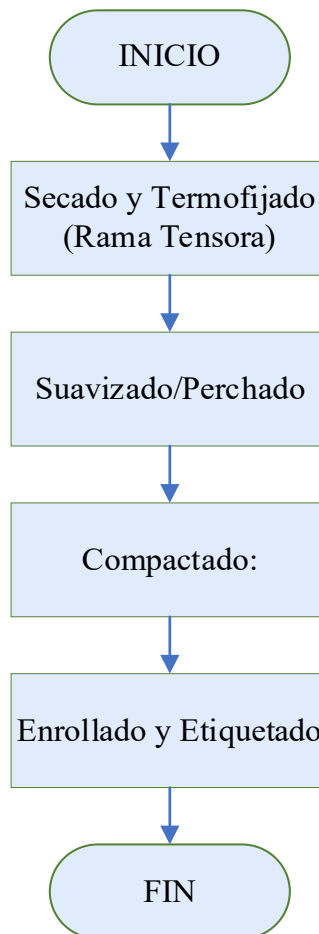 INICIO
Secado y Termofijado
(Rama Tensora)
Suavizado/Perchado
Compactado:
Enrollado y Etiquetado
FIN